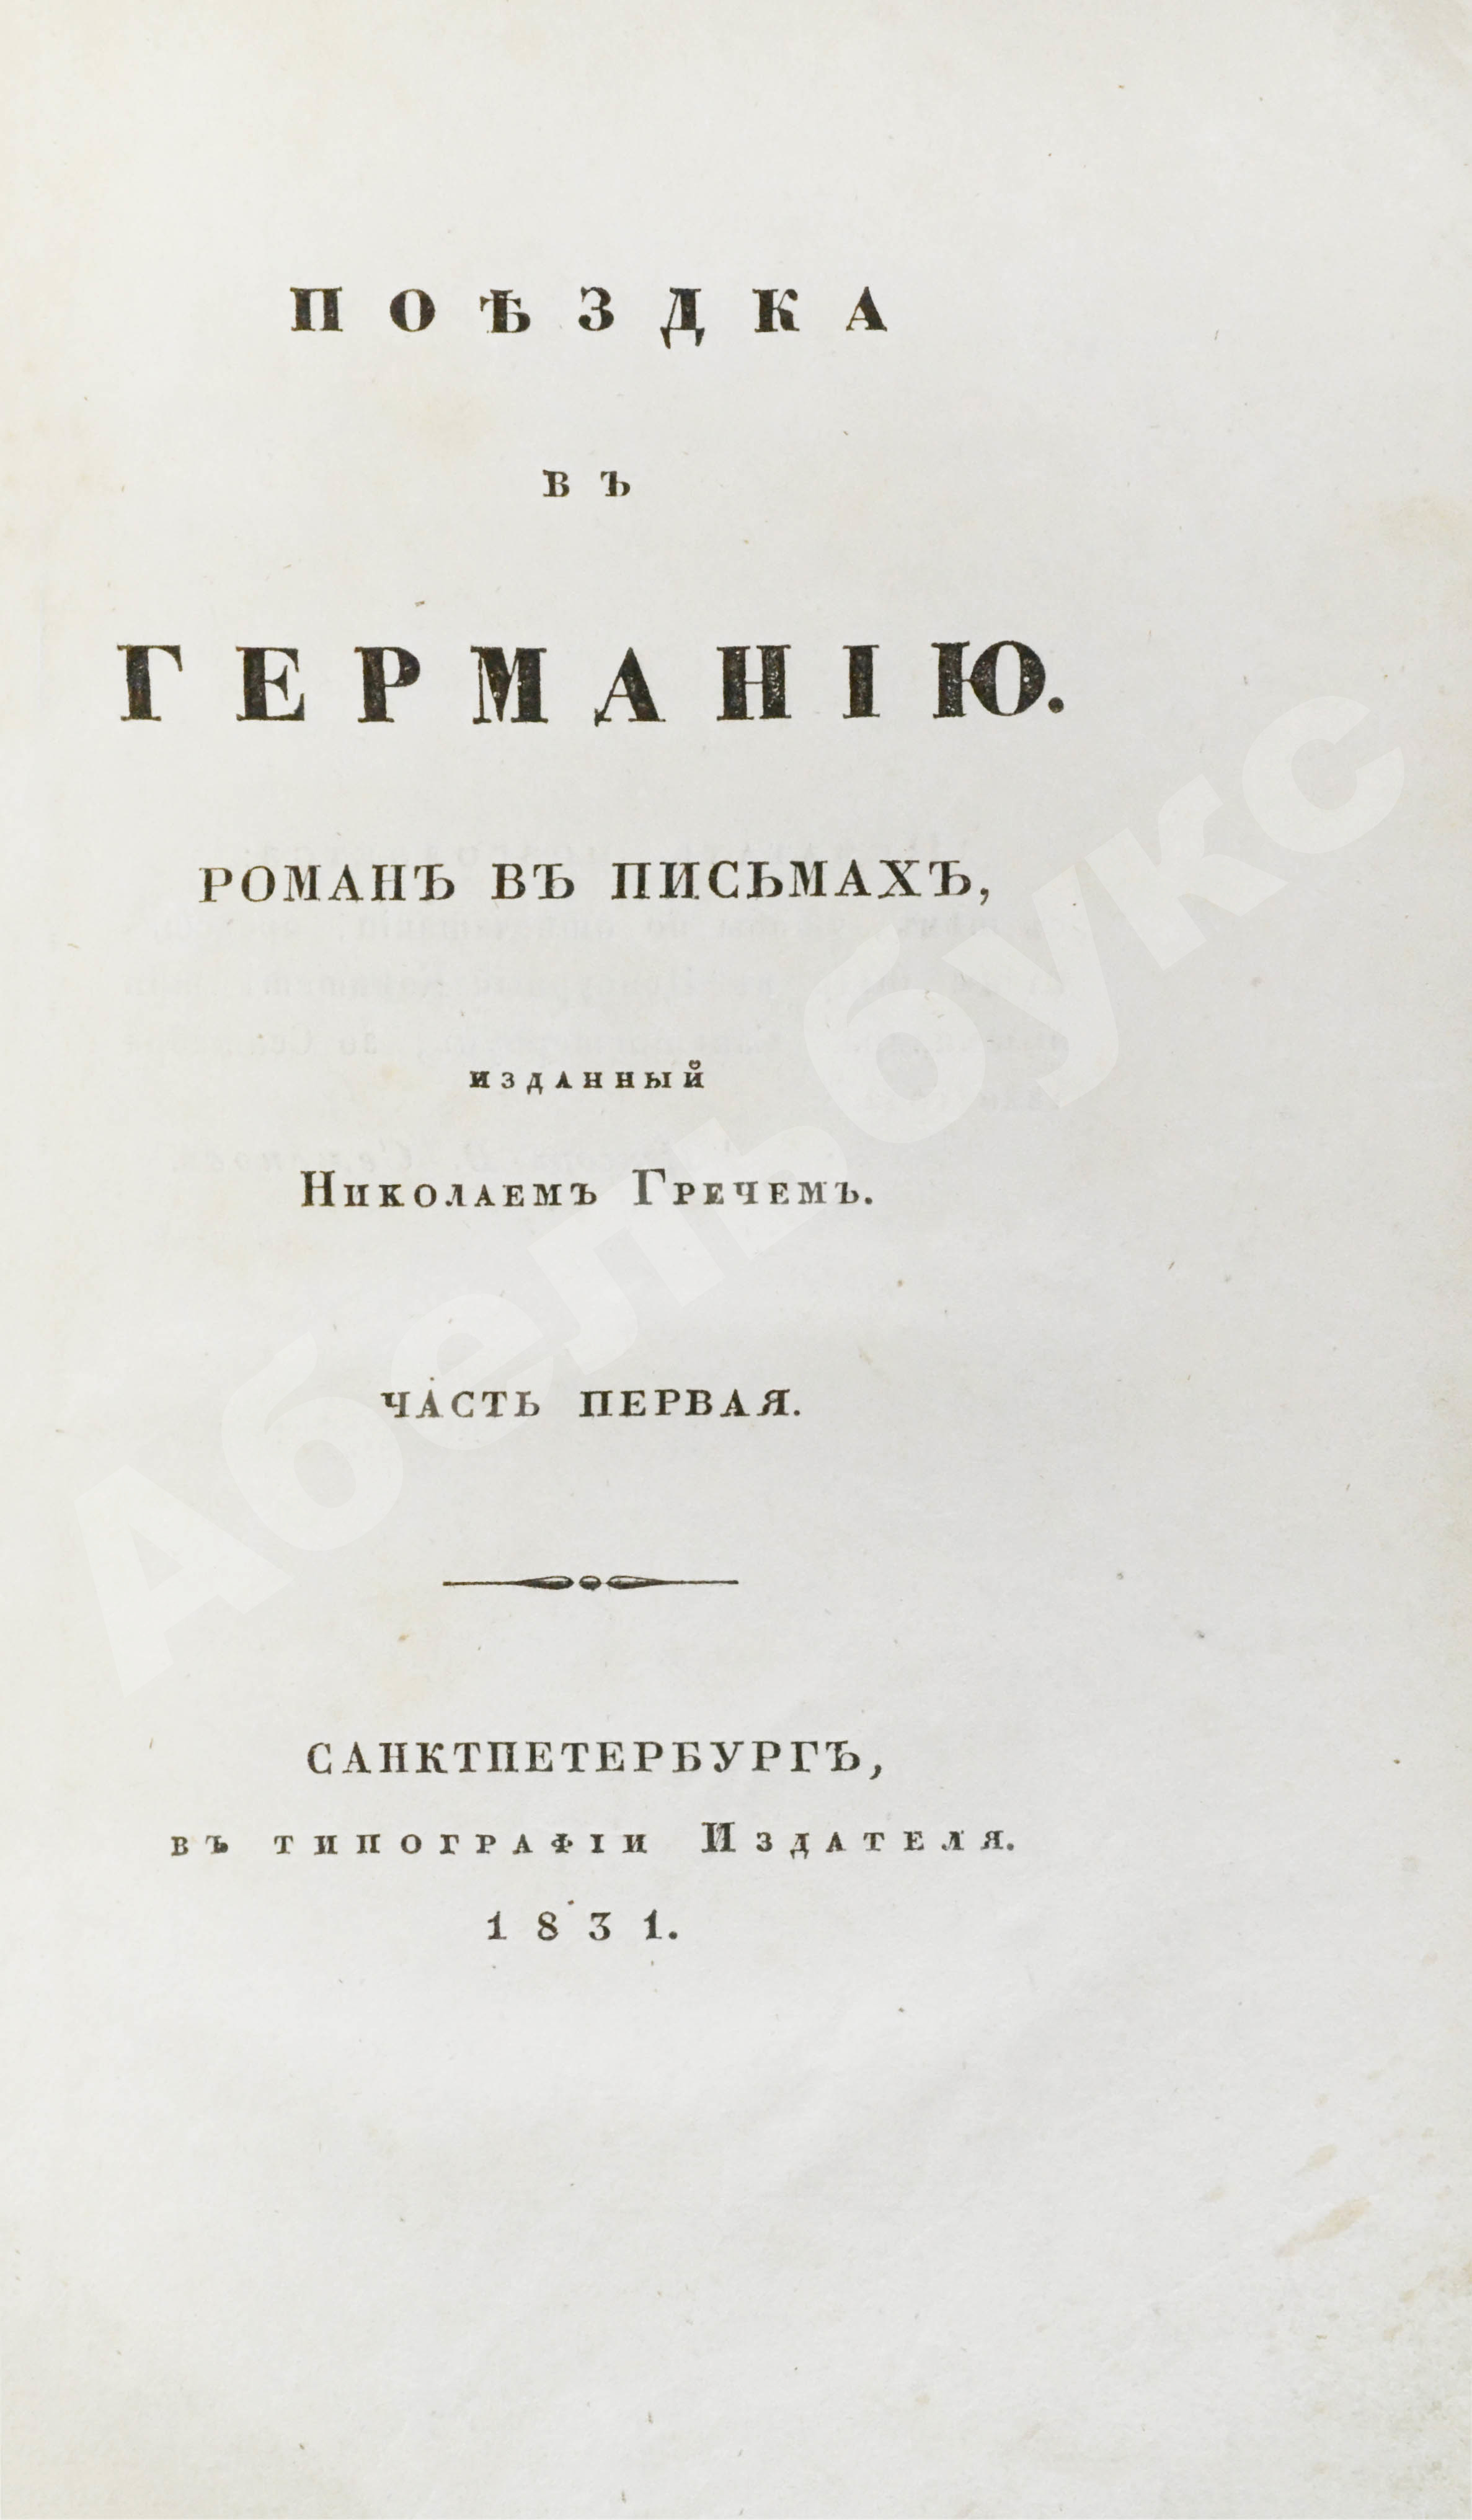 ПОѢЗДКА
ВЪ
ГЕРМАНІЮ.
РОМАНЪ ВЪ ПИСЬМАХЪ,
ИЗДАННЫЙ
НИКОЛАЕМЪ ГРЕЧЕМЪ.
ЧАСТЬ ПЕРВАЯ.
САНКТПЕТЕРБУРГЪ,
ВЪ ТИПОГРАФІИ ИЗДАТЕЛЯ.
1831.
Абельбукс